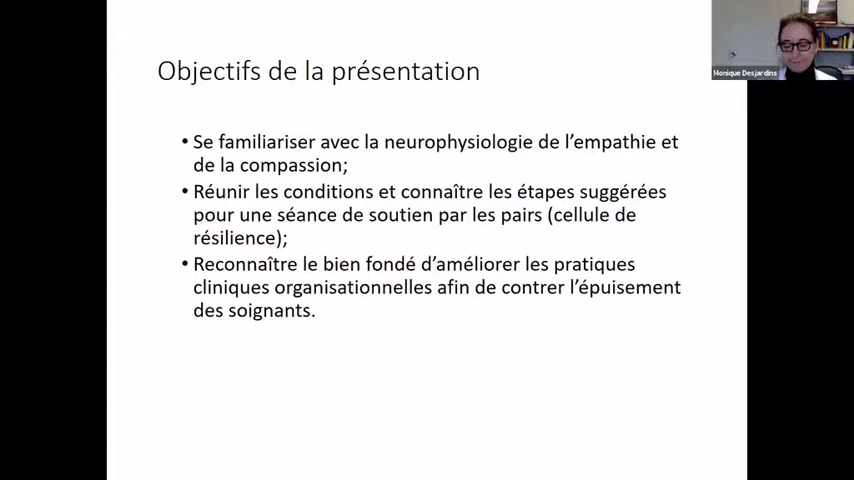 Objectifs de la présentation
Monique Desjardins
• Se familiariser avec la neurophysiologie de l’empathie et
de la compassion;
• Réunir les conditions et connaître les étapes suggérées
pour une séance de soutien par les pairs (cellule de
résilience);
• Reconnaître le bien fondé d’améliorer les pratiques
cliniques organisationnelles afin de contrer l’épuisement
des soignants.